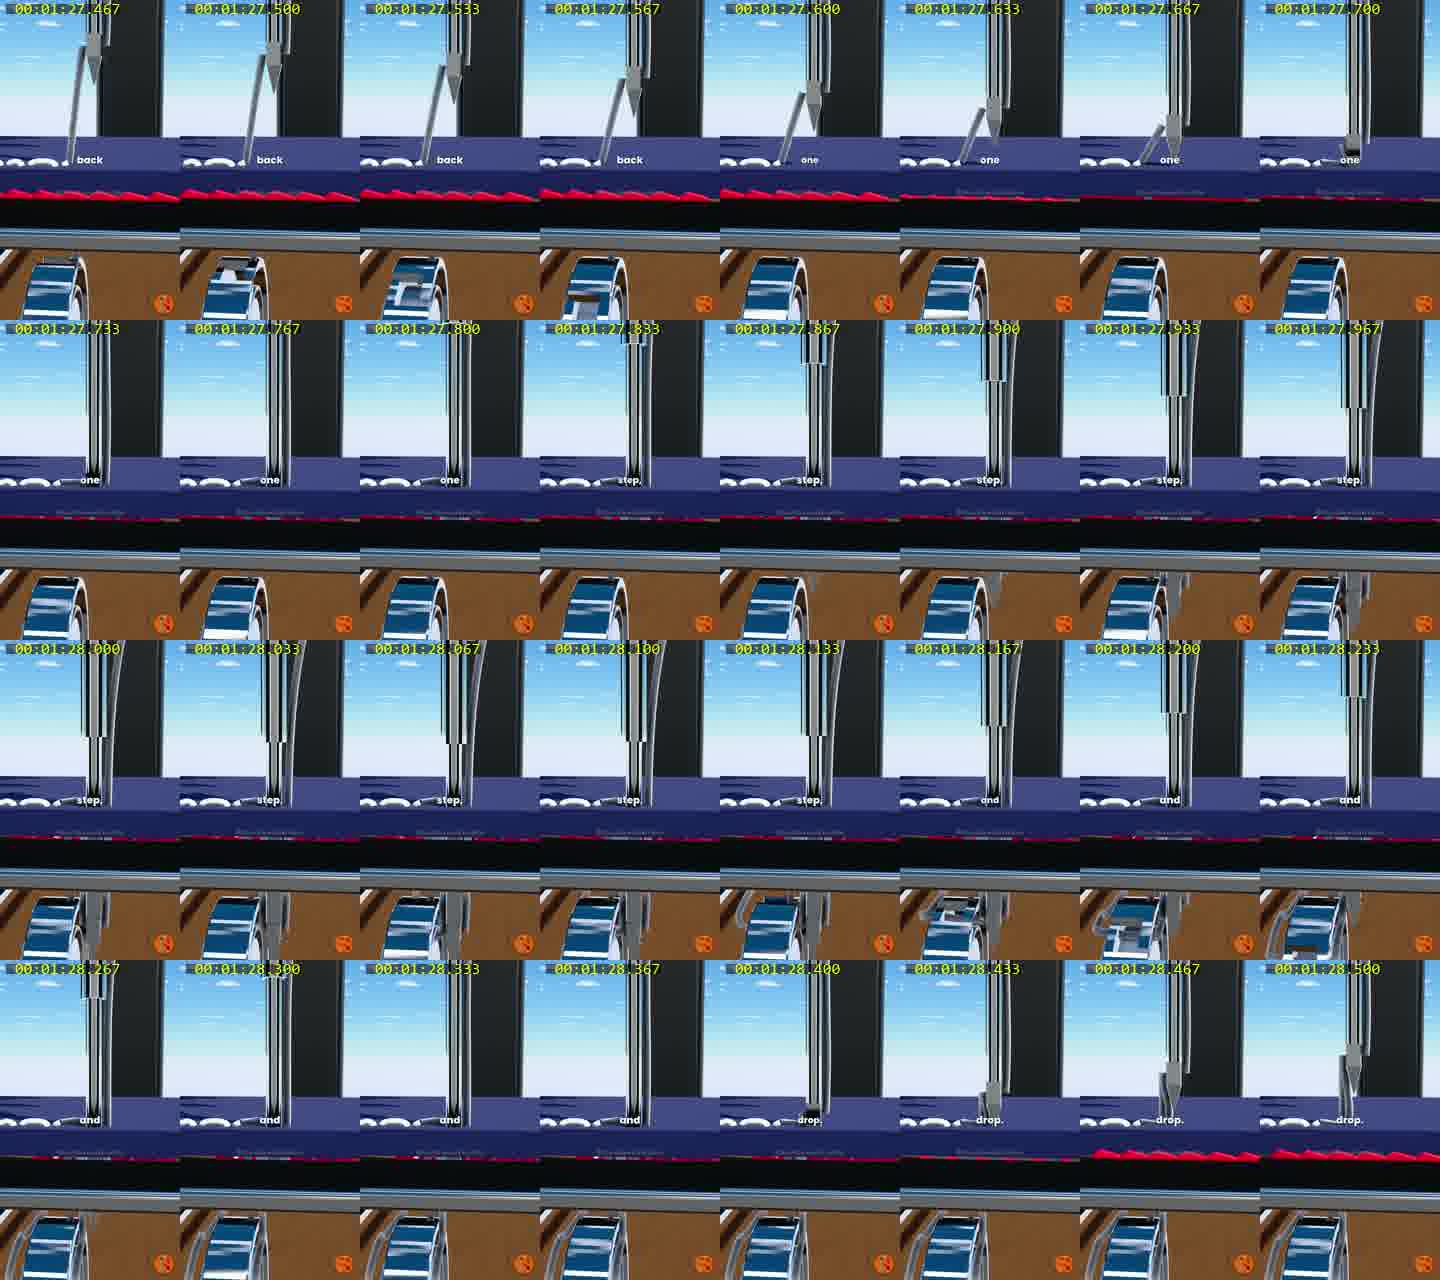 00:01:27.467 00:01:27.500 00:01:27.533 00:01:27.567 00:01:27.600 00:01:27.633 00:01:27.667 00:01:27.700
back back back back one one one one
00:01:27.733 00:01:27.767 00:01:27.800 00:01:27.833 00:01:27.867 00:01:27.900 00:01:27.933 00:01:27.967
one one one step, step, step, step, step,
00:01:28.000 00:01:28.033 00:01:28.067 00:01:28.100 00:01:28.133 00:01:28.167 00:01:28.200 00:01:28.233
step, step, step, step, step, and and and
00:01:28.267 00:01:28.300 00:01:28.333 00:01:28.367 00:01:28.400 00:01:28.433 00:01:28.467 00:01:28.500
and and and and drop. drop. drop. drop.